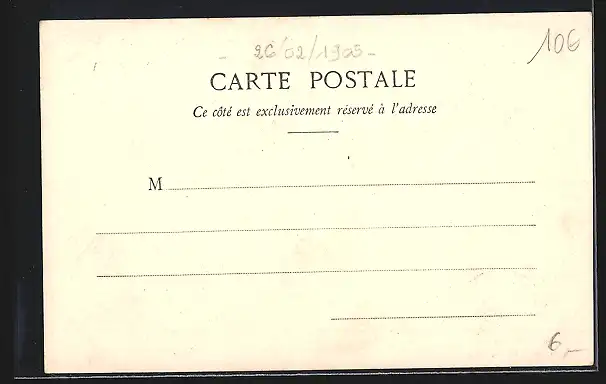 106
- 26/02/1905 -
CARTE POSTALE
Ce côté est exclusivement réservé à l'adresse
M
6,-